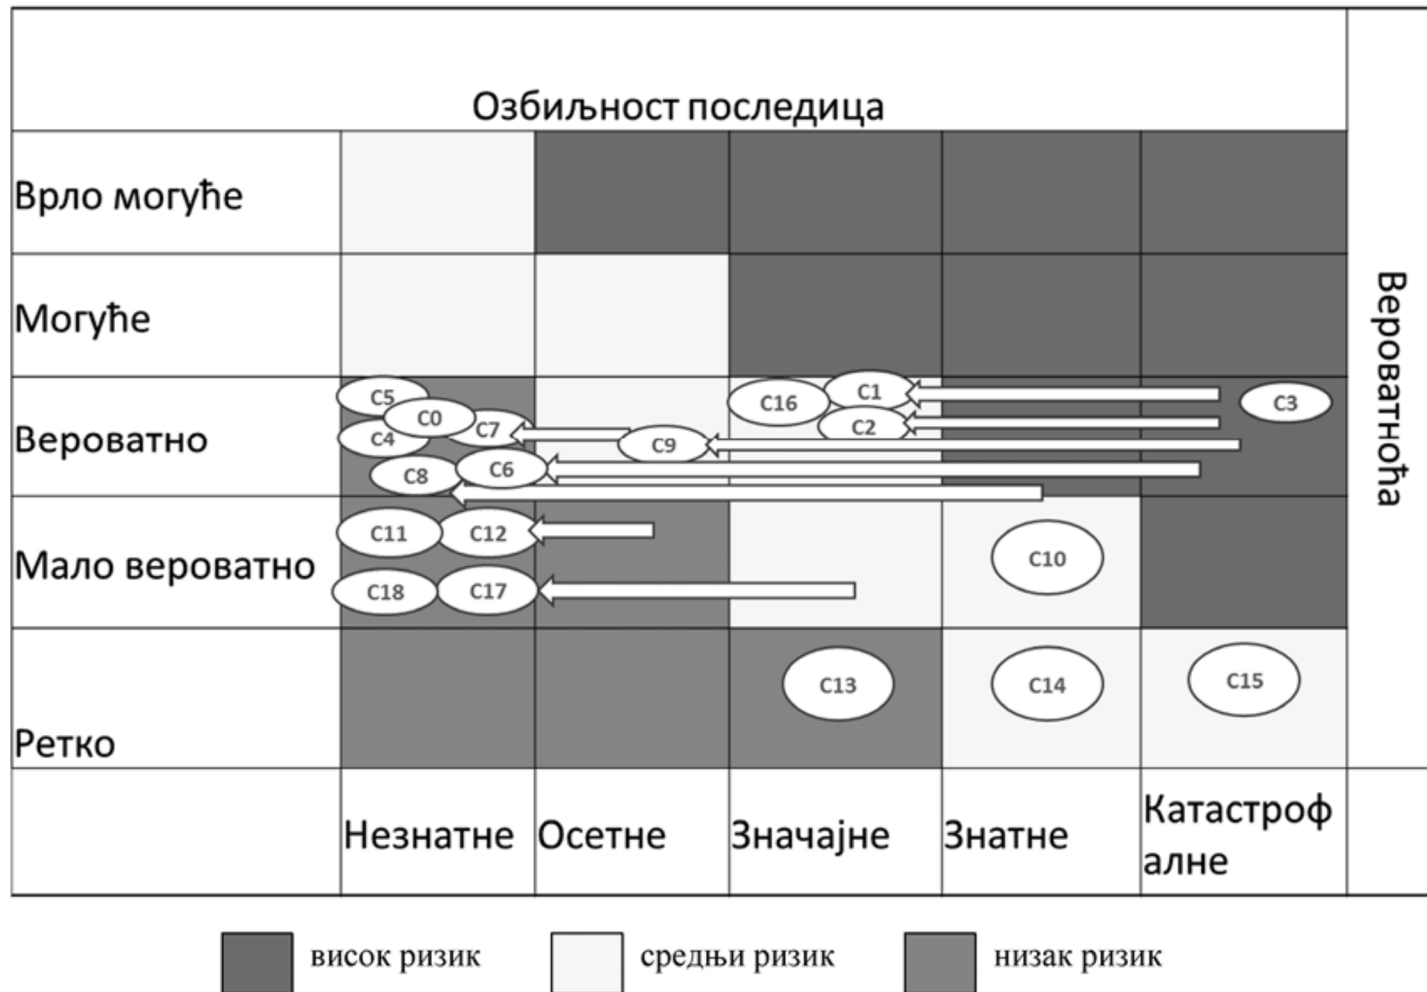 Озбиљност последица
Врло могуће
Могуће
Вероватно
Мало вероватно
Ретко
Вероватноћа
C5
C0
C4
C7
C8
C6
C9
C16
C1
C2
C3
C11
C12
C18
C17
C10
C13
C14
C15
Незнатне
Осетне
Значајне
Знатне
Катастроф
алне
висок ризик
средњи ризик
низак ризик